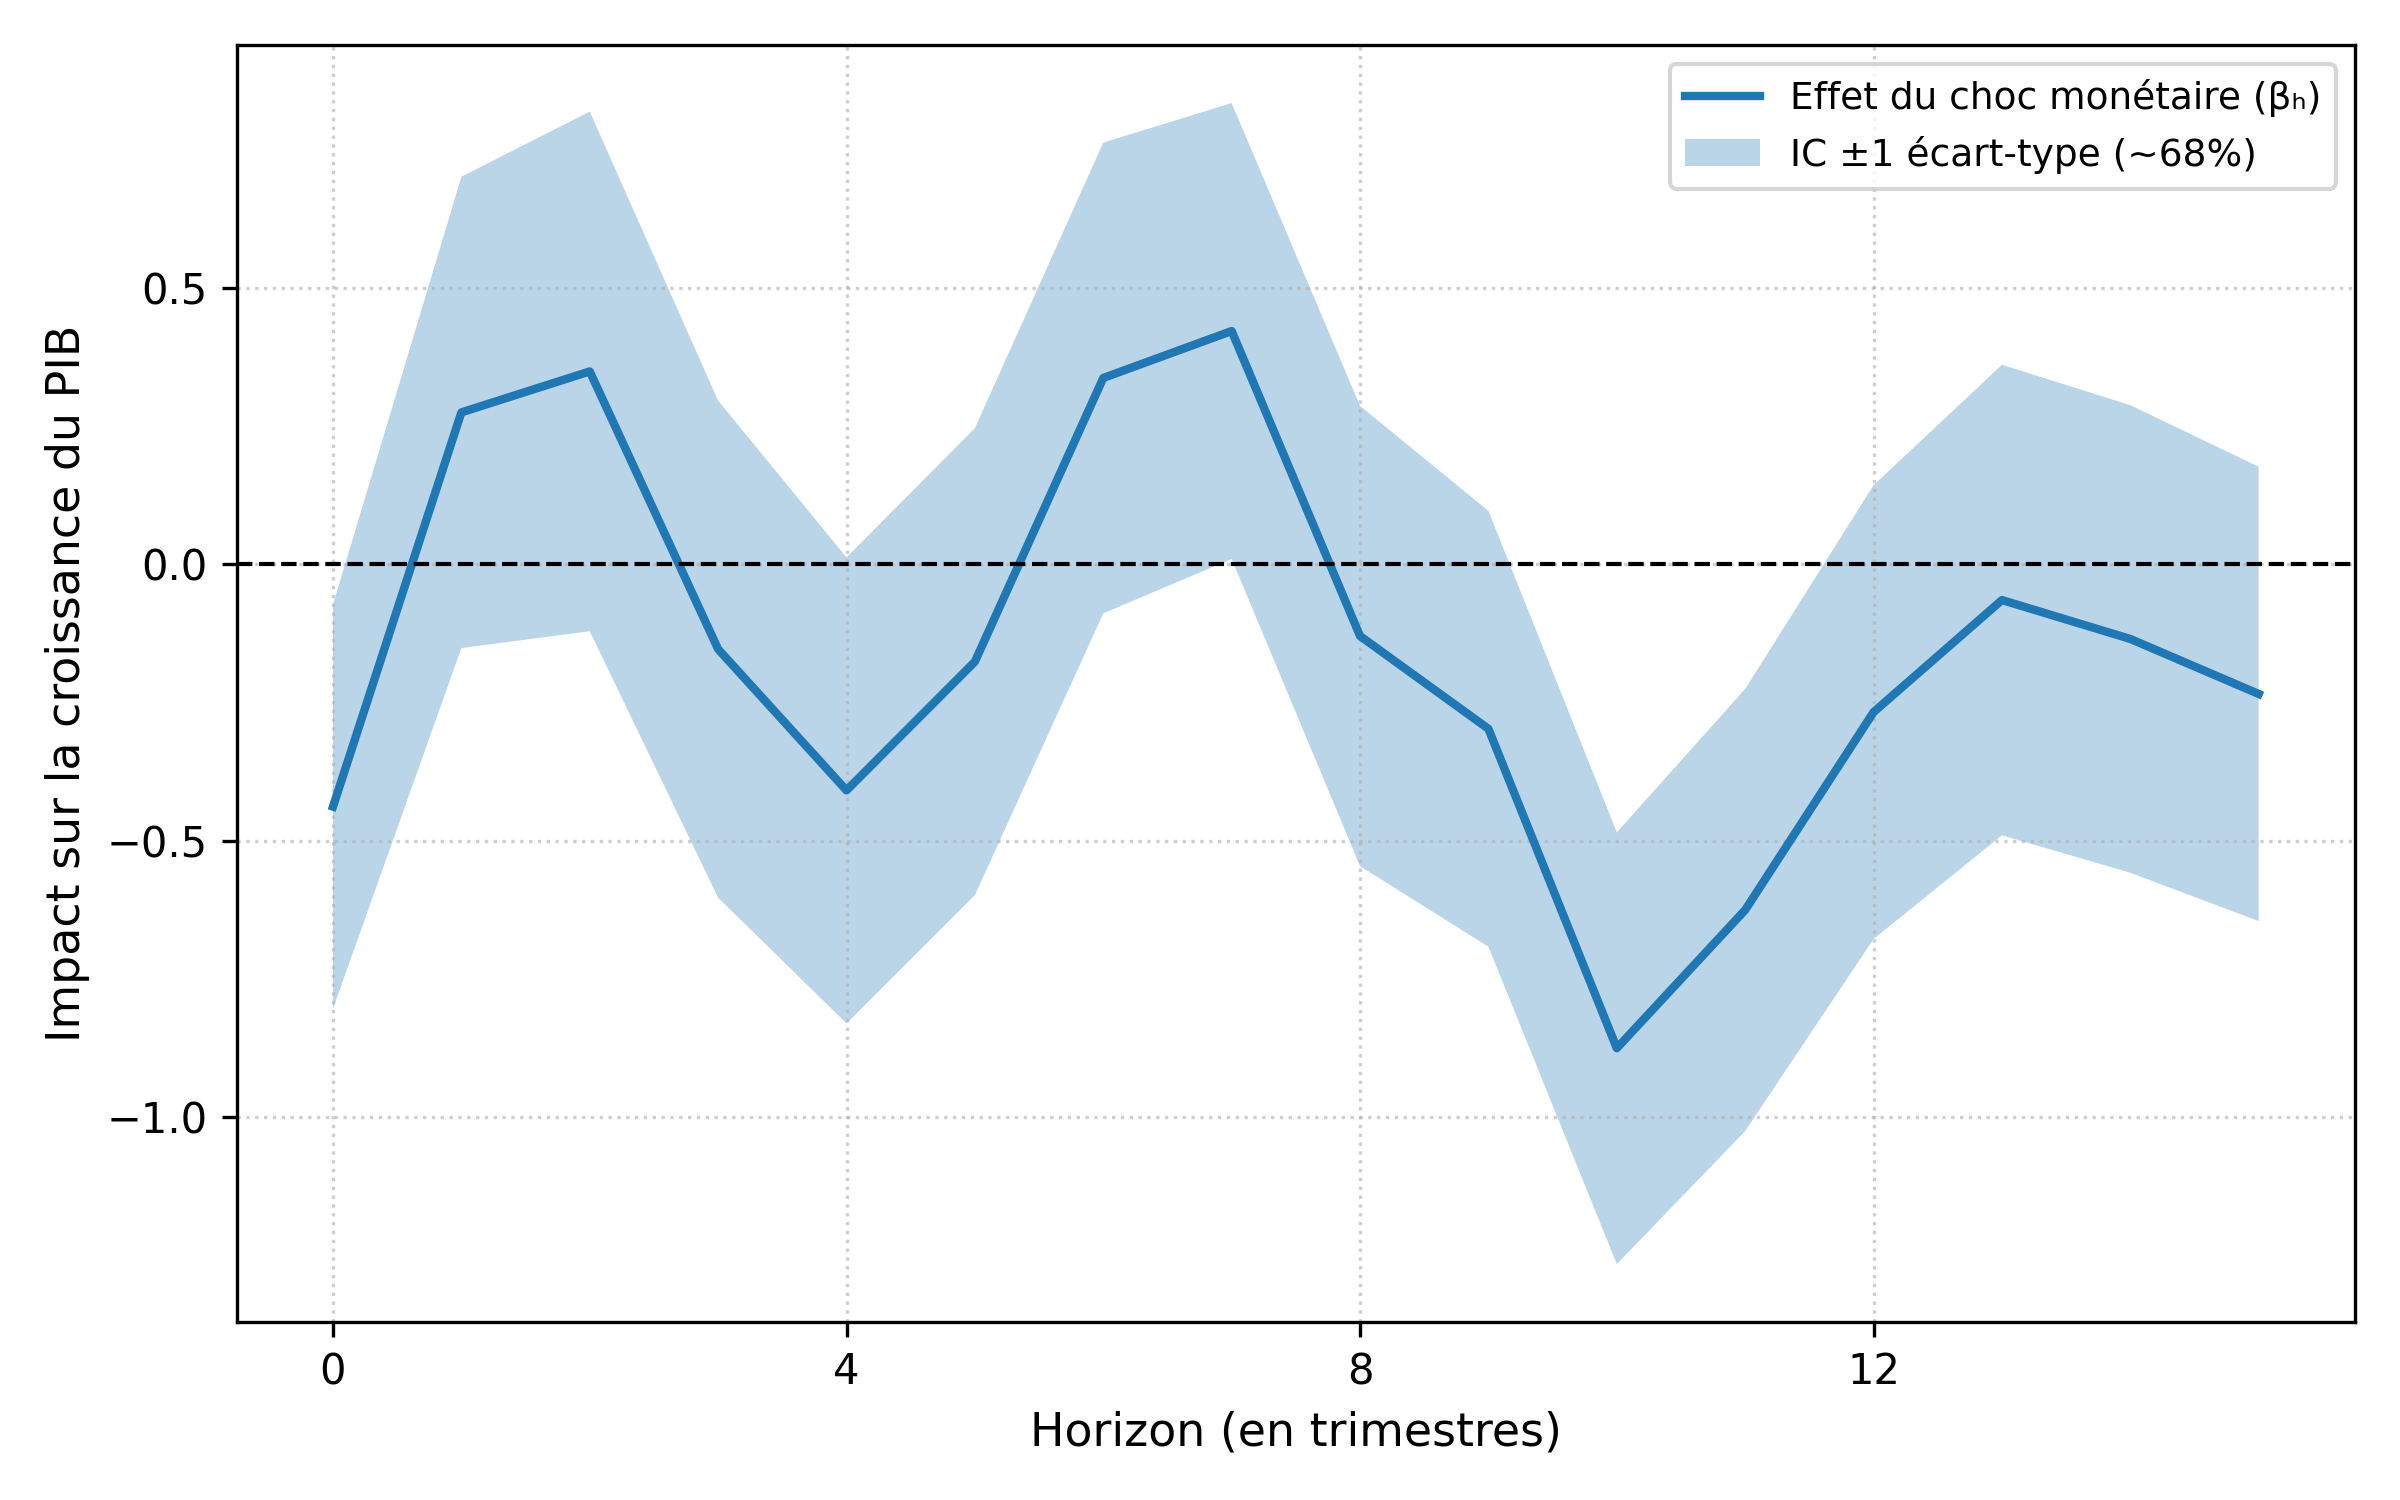 Effet du choc monétaire (βₕ)
IC ±1 écart-type (~68%)
Impact sur la croissance du PIB
0.5
0.0
−0.5
−1.0
0 4 8 12
Horizon (en trimestres)